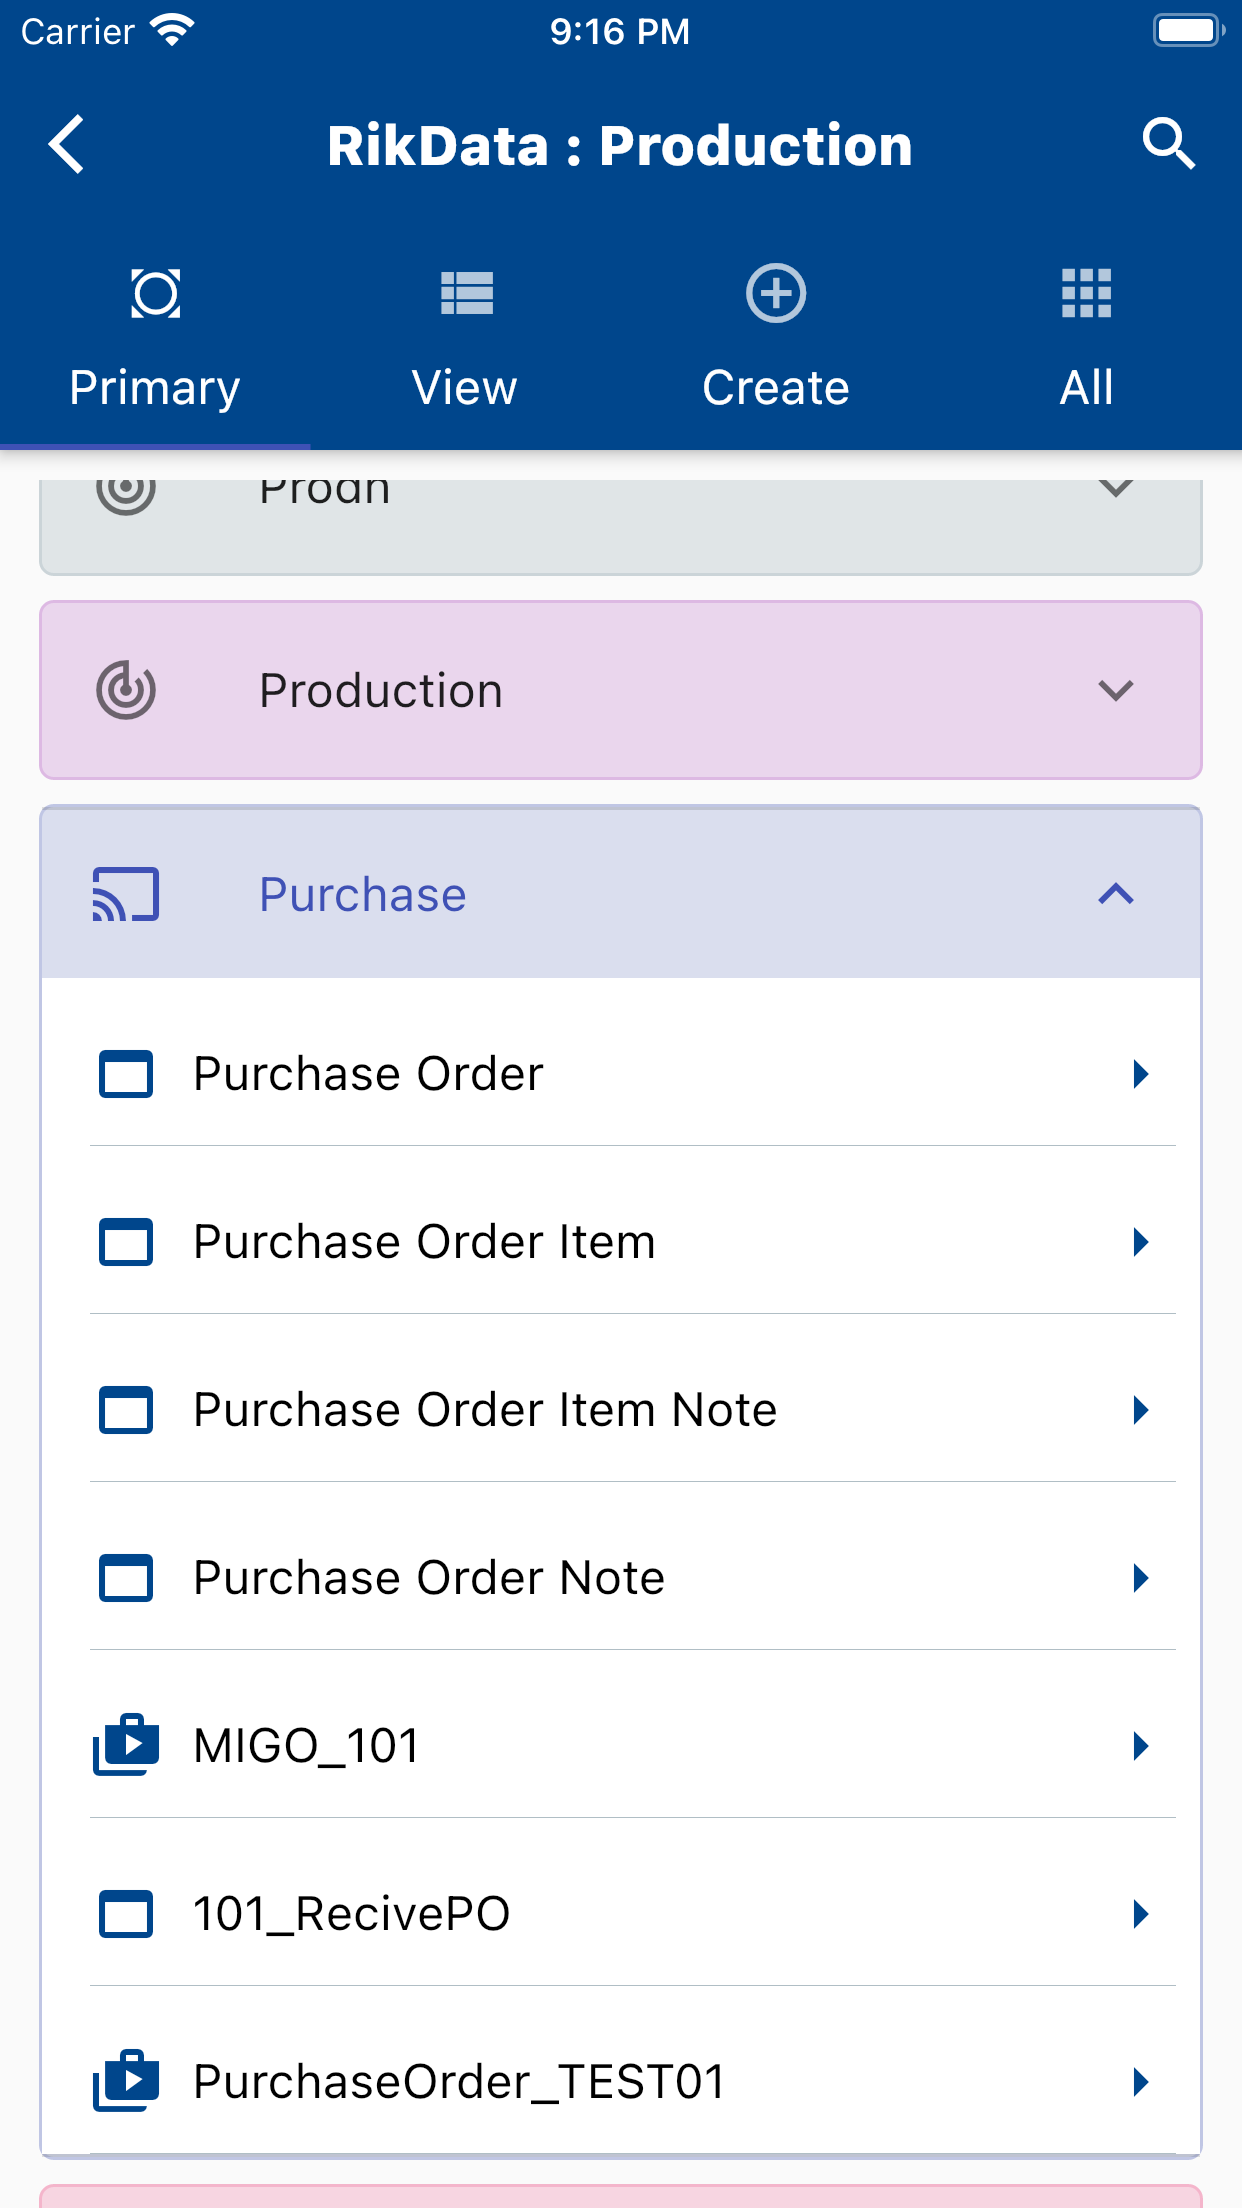 Carrier 9:16 PM
RikData : Production
Primary View Create All
Prodn
Production
Purchase
Purchase Order
Purchase Order Item
Purchase Order Item Note
Purchase Order Note
MIGO_101
101_RecivePO
PurchaseOrder_TEST01